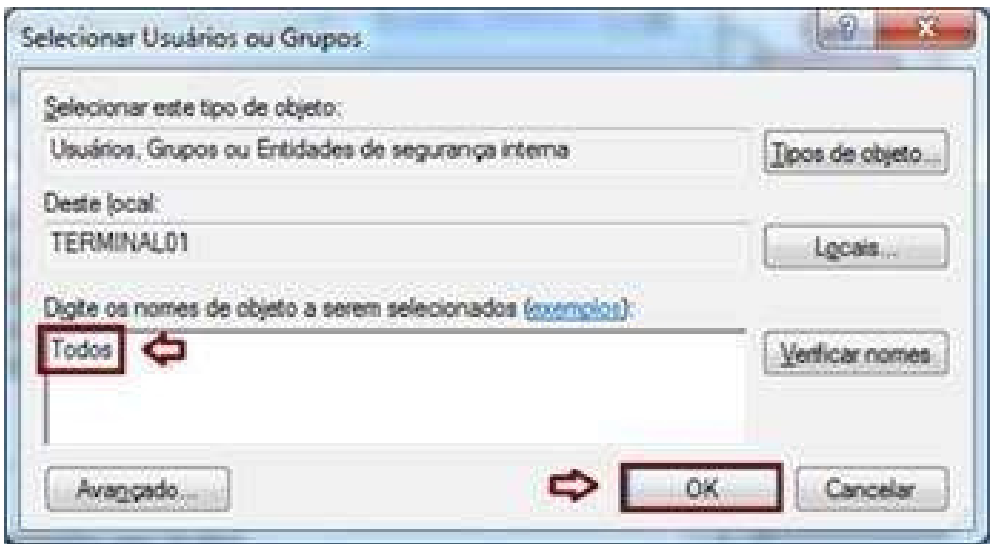 Selecionar Usuários ou Grupos
Selecionar este tipo de objeto:
Usuários, Grupos ou Entidades de segurança interna
Tipos de objeto...
Deste local:
TERMINAL01
Locais...
Digite os nomes de objeto a serem selecionados (exemplos):
Todos
Verificar nomes
Avançado...
OK
Cancelar